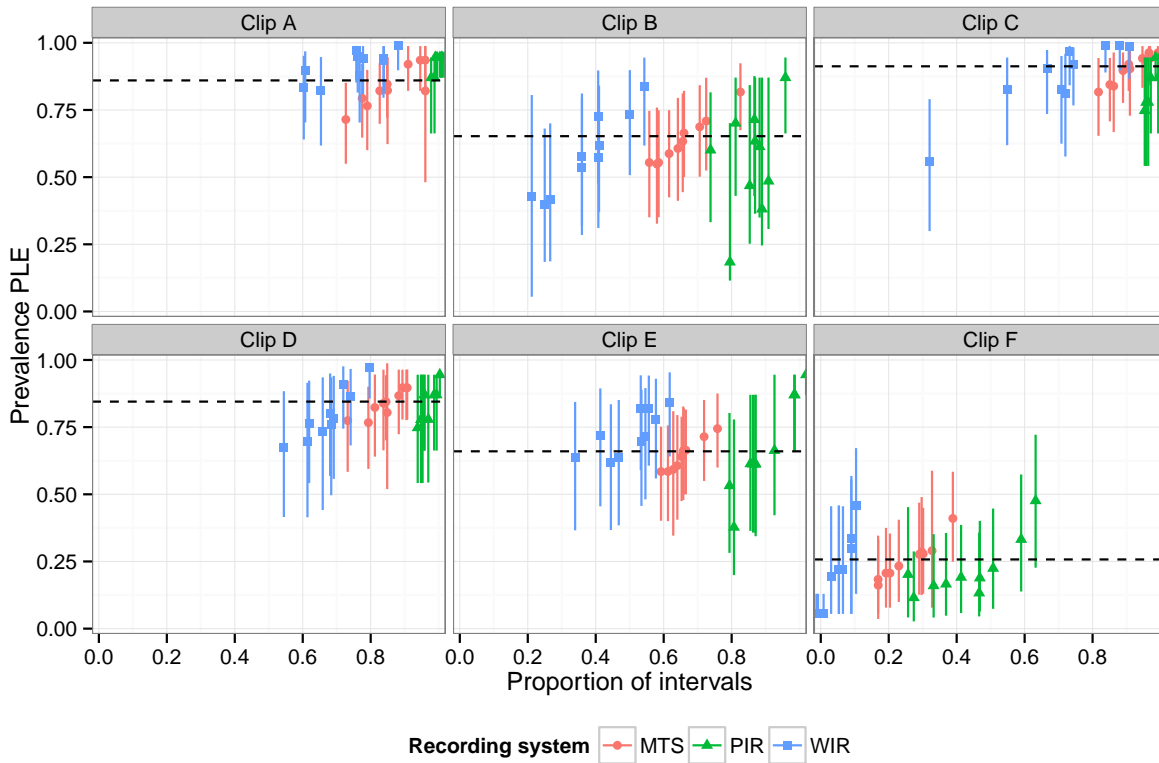 Clip A Clip B Clip C
1.00
0.75
0.50
0.25
0.00
Prevalence PLE
Clip D Clip E Clip F
1.00
0.75
0.50
0.25
0.00
0.0 0.2 0.4 0.6 0.8 0.0 0.2 0.4 0.6 0.8 0.0 0.2 0.4 0.6 0.8
Proportion of intervals
Recording system MTS PIR WIR